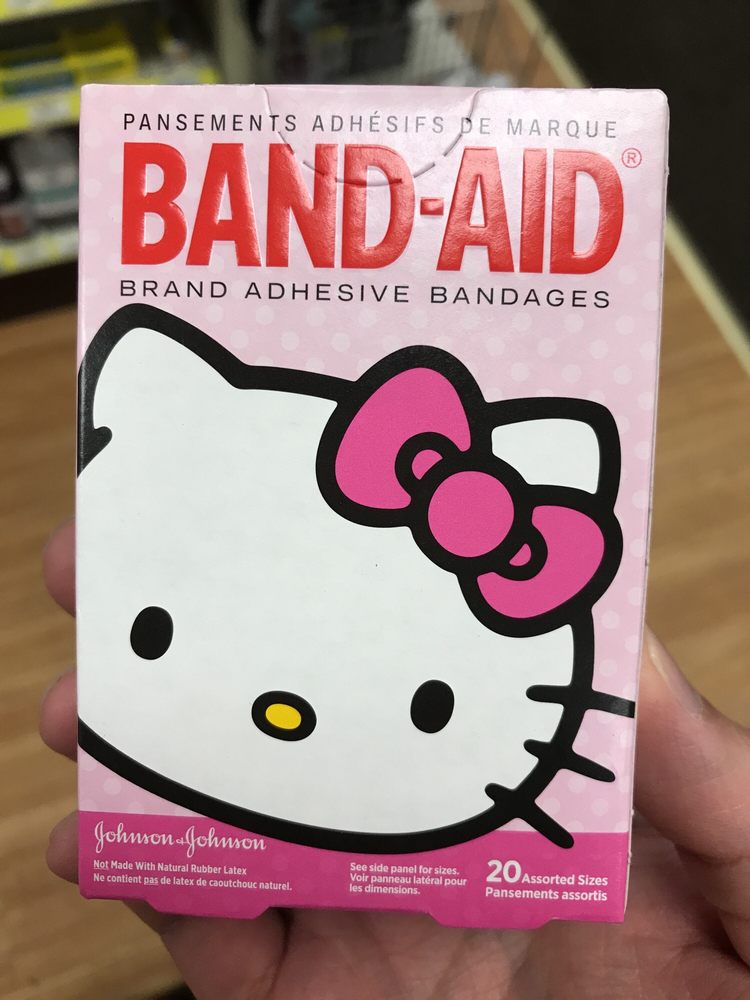 PANSEMENTS ADHÉSIFS DE MARQUE
BAND-AID®
BRAND ADHESIVE BANDAGES
Johnson & Johnson
Not Made With Natural Rubber Latex
Ne contient pas de latex de caoutchouc naturel.
See side panel for sizes.
Voir panneau latéral pour
les dimensions.
20 Assorted Sizes
Pansements assortis